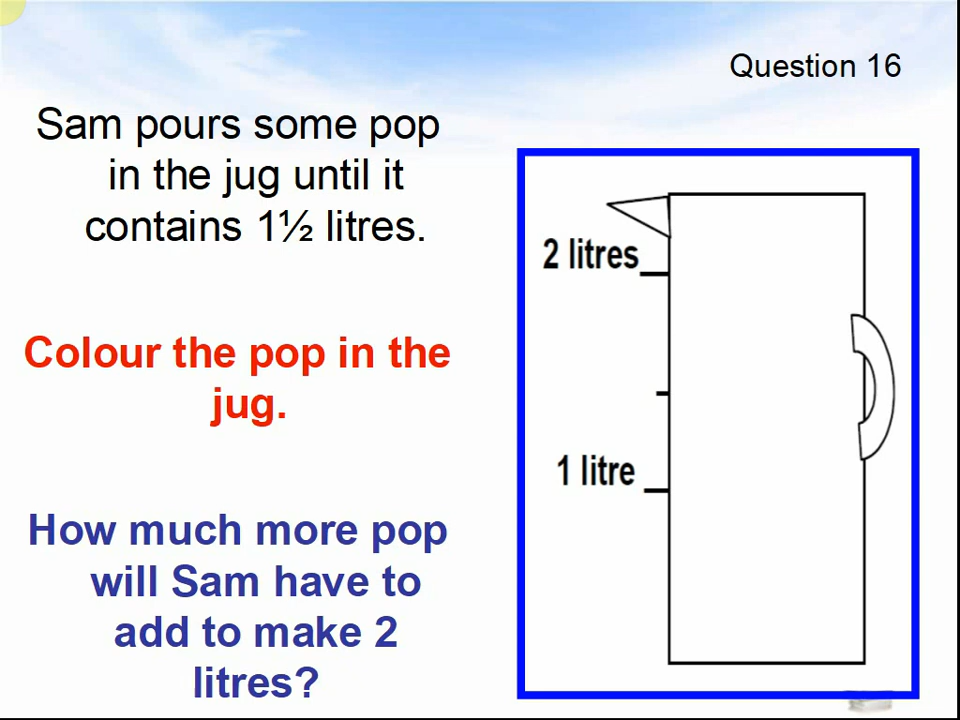 Question 16
Sam pours some pop
in the jug until it
contains 1½ litres.
Colour the pop in the
jug.
How much more pop
will Sam have to
add to make 2
litres?
2 litres
1 litre